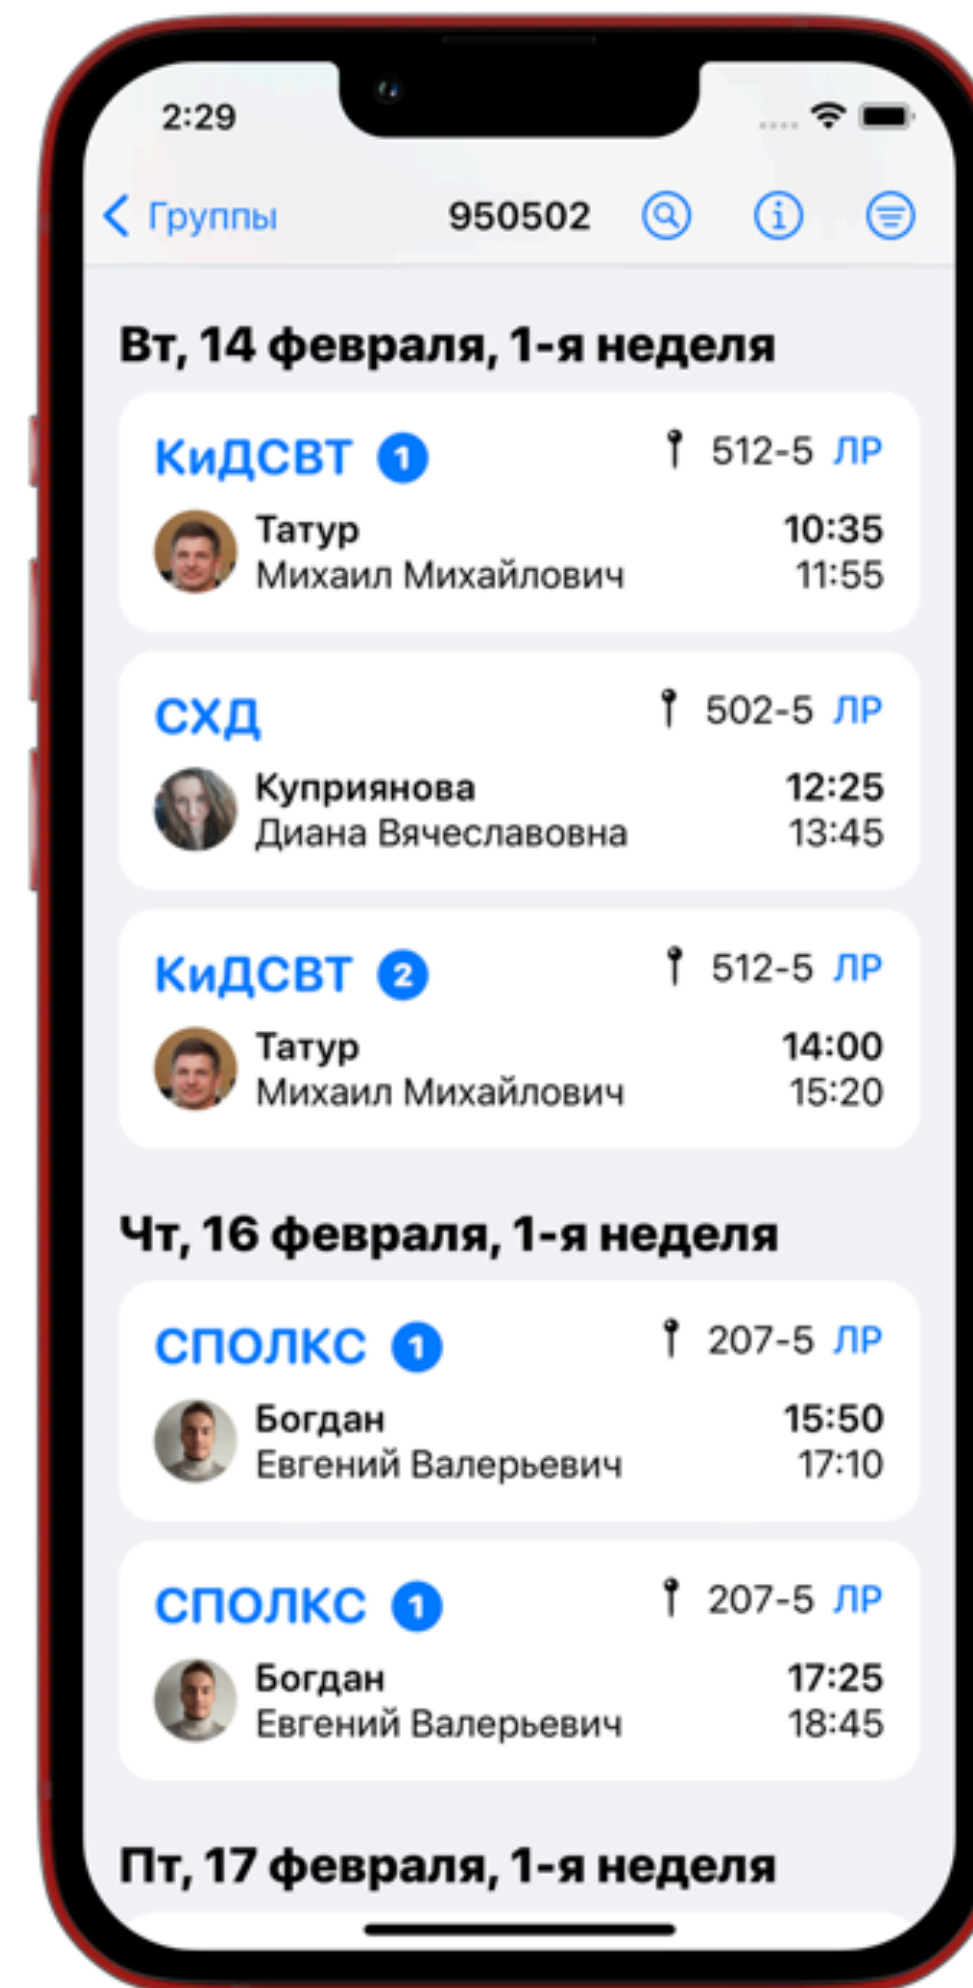 2:29
Группы 950502
Вт, 14 февраля, 1-я неделя
КиДСВТ 1 512-5 ЛР
Татур 10:35
Михаил Михайлович 11:55
СХД 502-5 ЛР
Куприянова 12:25
Диана Вячеславовна 13:45
КиДСВТ 2 512-5 ЛР
Татур 14:00
Михаил Михайлович 15:20
Чт, 16 февраля, 1-я неделя
СПОЛКС 1 207-5 ЛР
Богдан 15:50
Евгений Валерьевич 17:10
СПОЛКС 1 207-5 ЛР
Богдан 17:25
Евгений Валерьевич 18:45
Пт, 17 февраля, 1-я неделя